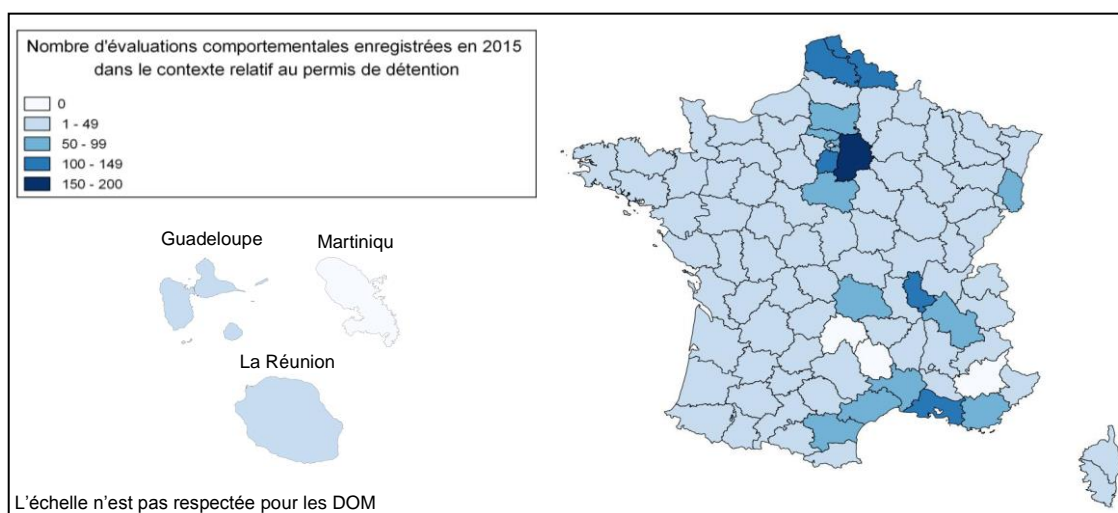 Nombre d'évaluations comportementales enregistrées en 2015
dans le contexte relatif au permis de détention
0
1 - 49
50 - 99
100 - 149
150 - 200
Guadeloupe
Martiniqu
La Réunion
L'échelle n'est pas respectée pour les DOM